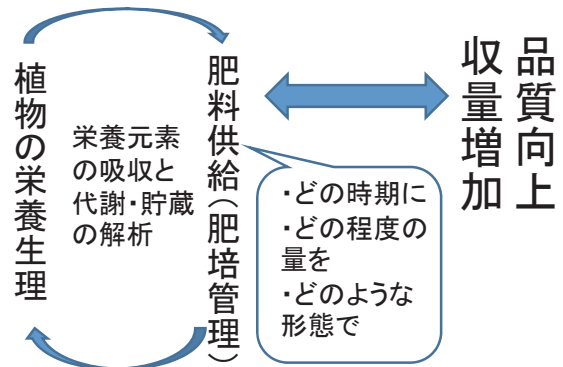 植物の栄養生理
栄養元素
の吸収と
代謝・貯蔵
の解析
肥料供給(肥培管理)
・どの時期に
・どの程度の
量を
・どのような
形態で
品質向上
収量増加